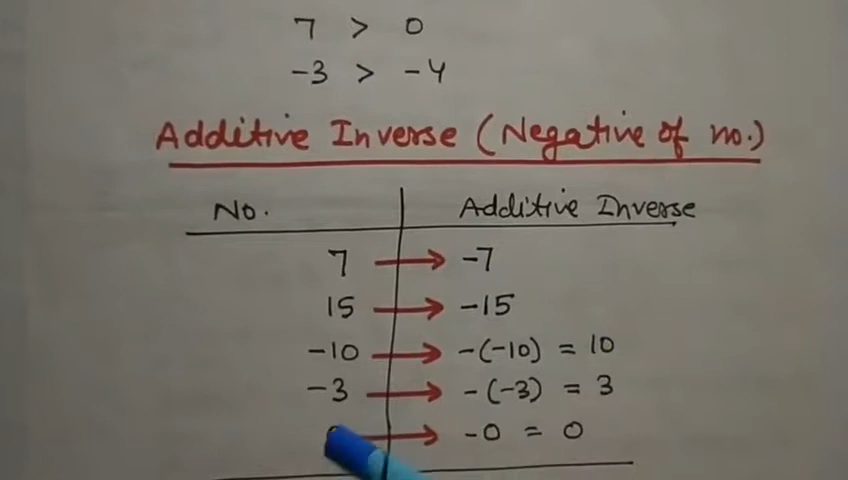 7 > 0
-3 > -4
Additive Inverse (Negative of no.)
No. Additive Inverse
7 → -7
15 → -15
-10 → -(-10) = 10
-3 → -(-3) = 3
→ -0 = 0